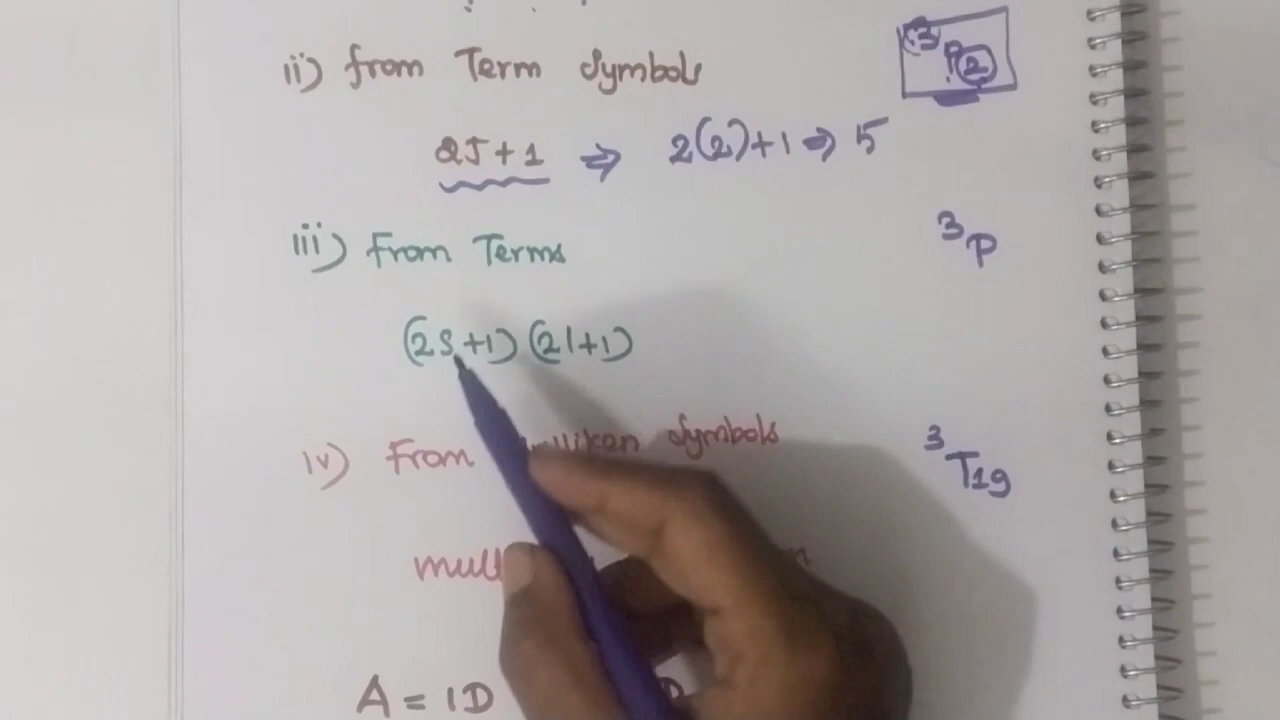 ii) from Term Symbols
3P2
2J + 1 ⇒ 2(2)+1 ⇒ 5
iii) From Terms
3P
(2S+1) (2l+1)
iv) From Symbols
3T1g
A = 1D